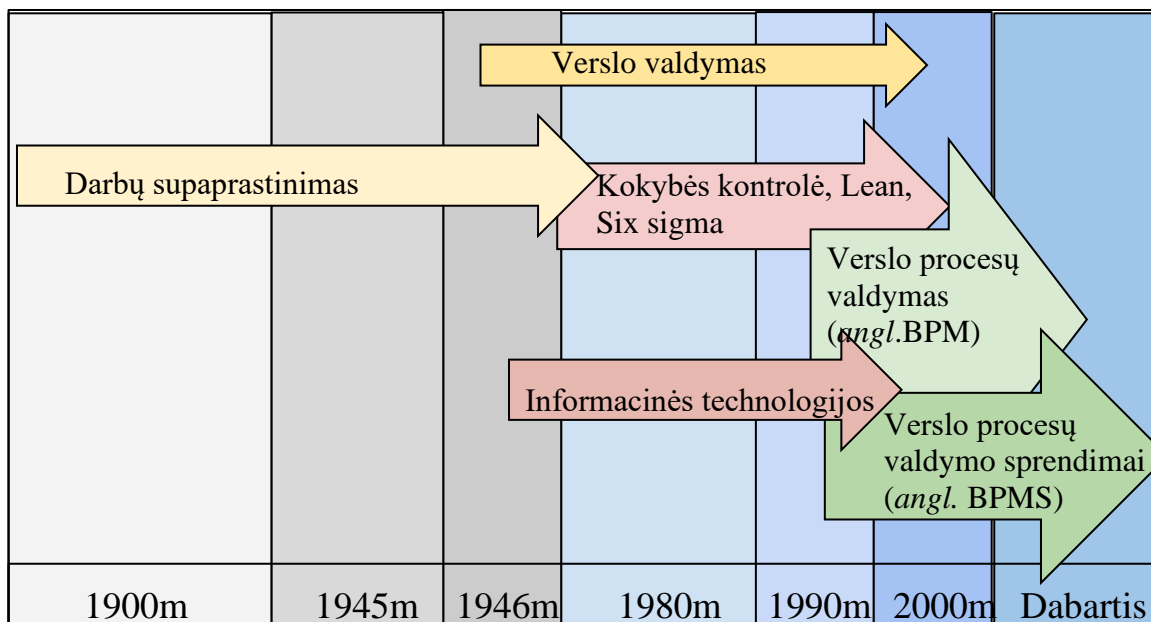 Verslo valdymas
Darbų supaprastinimas
Kokybės kontrolė, Lean,
Six sigma
Verslo procesų
valdymas
(angl.BPM)
Informacinės technologijos
Verslo procesų
valdymo sprendimai
(angl. BPMS)
1900m
1945m
1946m
1980m
1990m
2000m
Dabartis